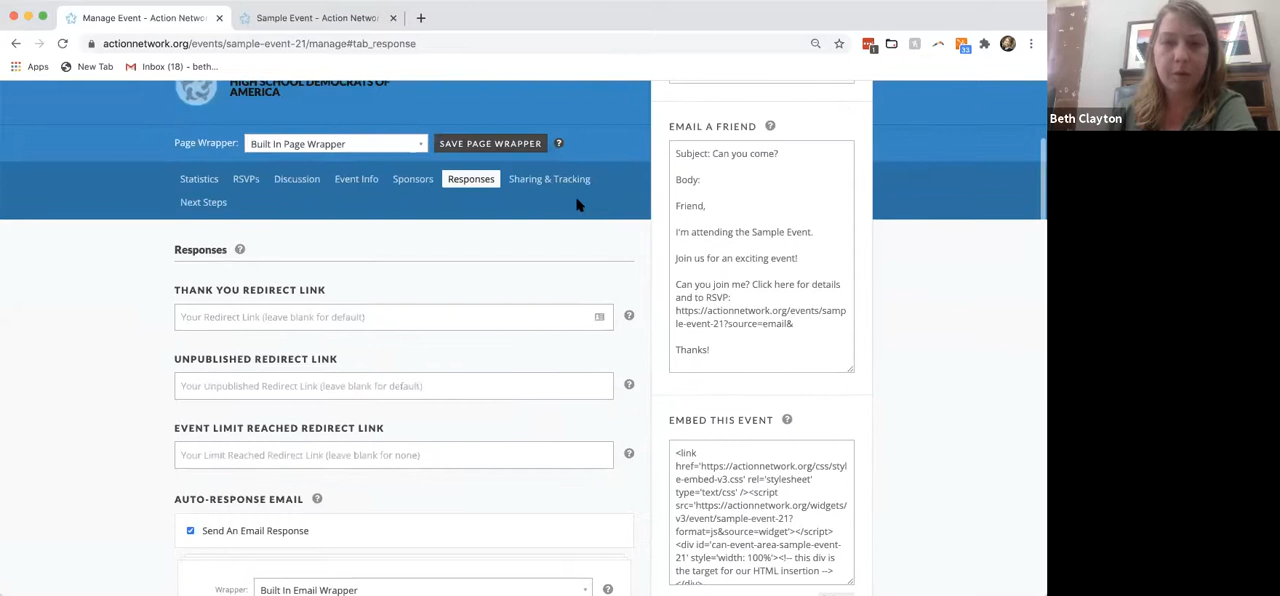 Manage Event - Action Netwo
Sample Event - Action Networ
actionnetwork.org/events/sample-event-21/manage#tab_response
1
33
Apps
New Tab
Inbox (18) - beth...
HIGH SCHOOL DEMOCRATS OF
AMERICA
Page Wrapper:
Built In Page Wrapper
SAVE PAGE WRAPPER
Statistics
RSVPs
Discussion
Event Info
Sponsors
Responses
Sharing & Tracking
Next Steps
Responses
THANK YOU REDIRECT LINK
Your Redirect Link (leave blank for default)
UNPUBLISHED REDIRECT LINK
Your Unpublished Redirect Link (leave blank for default)
EVENT LIMIT REACHED REDIRECT LINK
Your Limit Reached Redirect Link (leave blank for none)
AUTO-RESPONSE EMAIL
Send An Email Response
Wrapper:
Built In Email Wrapper
EMAIL A FRIEND
Subject: Can you come?
Body:
Friend,
I'm attending the Sample Event.
Join us for an exciting event!
Can you join me? Click here for details
and to RSVP:
https://actionnetwork.org/events/samp
le-event-21?source=email&
Thanks!
EMBED THIS EVENT
<link
href='https://actionnetwork.org/css/styl
e-embed-v3.css' rel='stylesheet'
type='text/css' /><script
src='https://actionnetwork.org/widgets/
v3/event/sample-event-21?
format=js&source=widget'></script>
<div id='can-event-area-sample-event-
21' style='width: 100%'><!-- this div is
the target for our HTML insertion -->
</div>
Beth Clayton